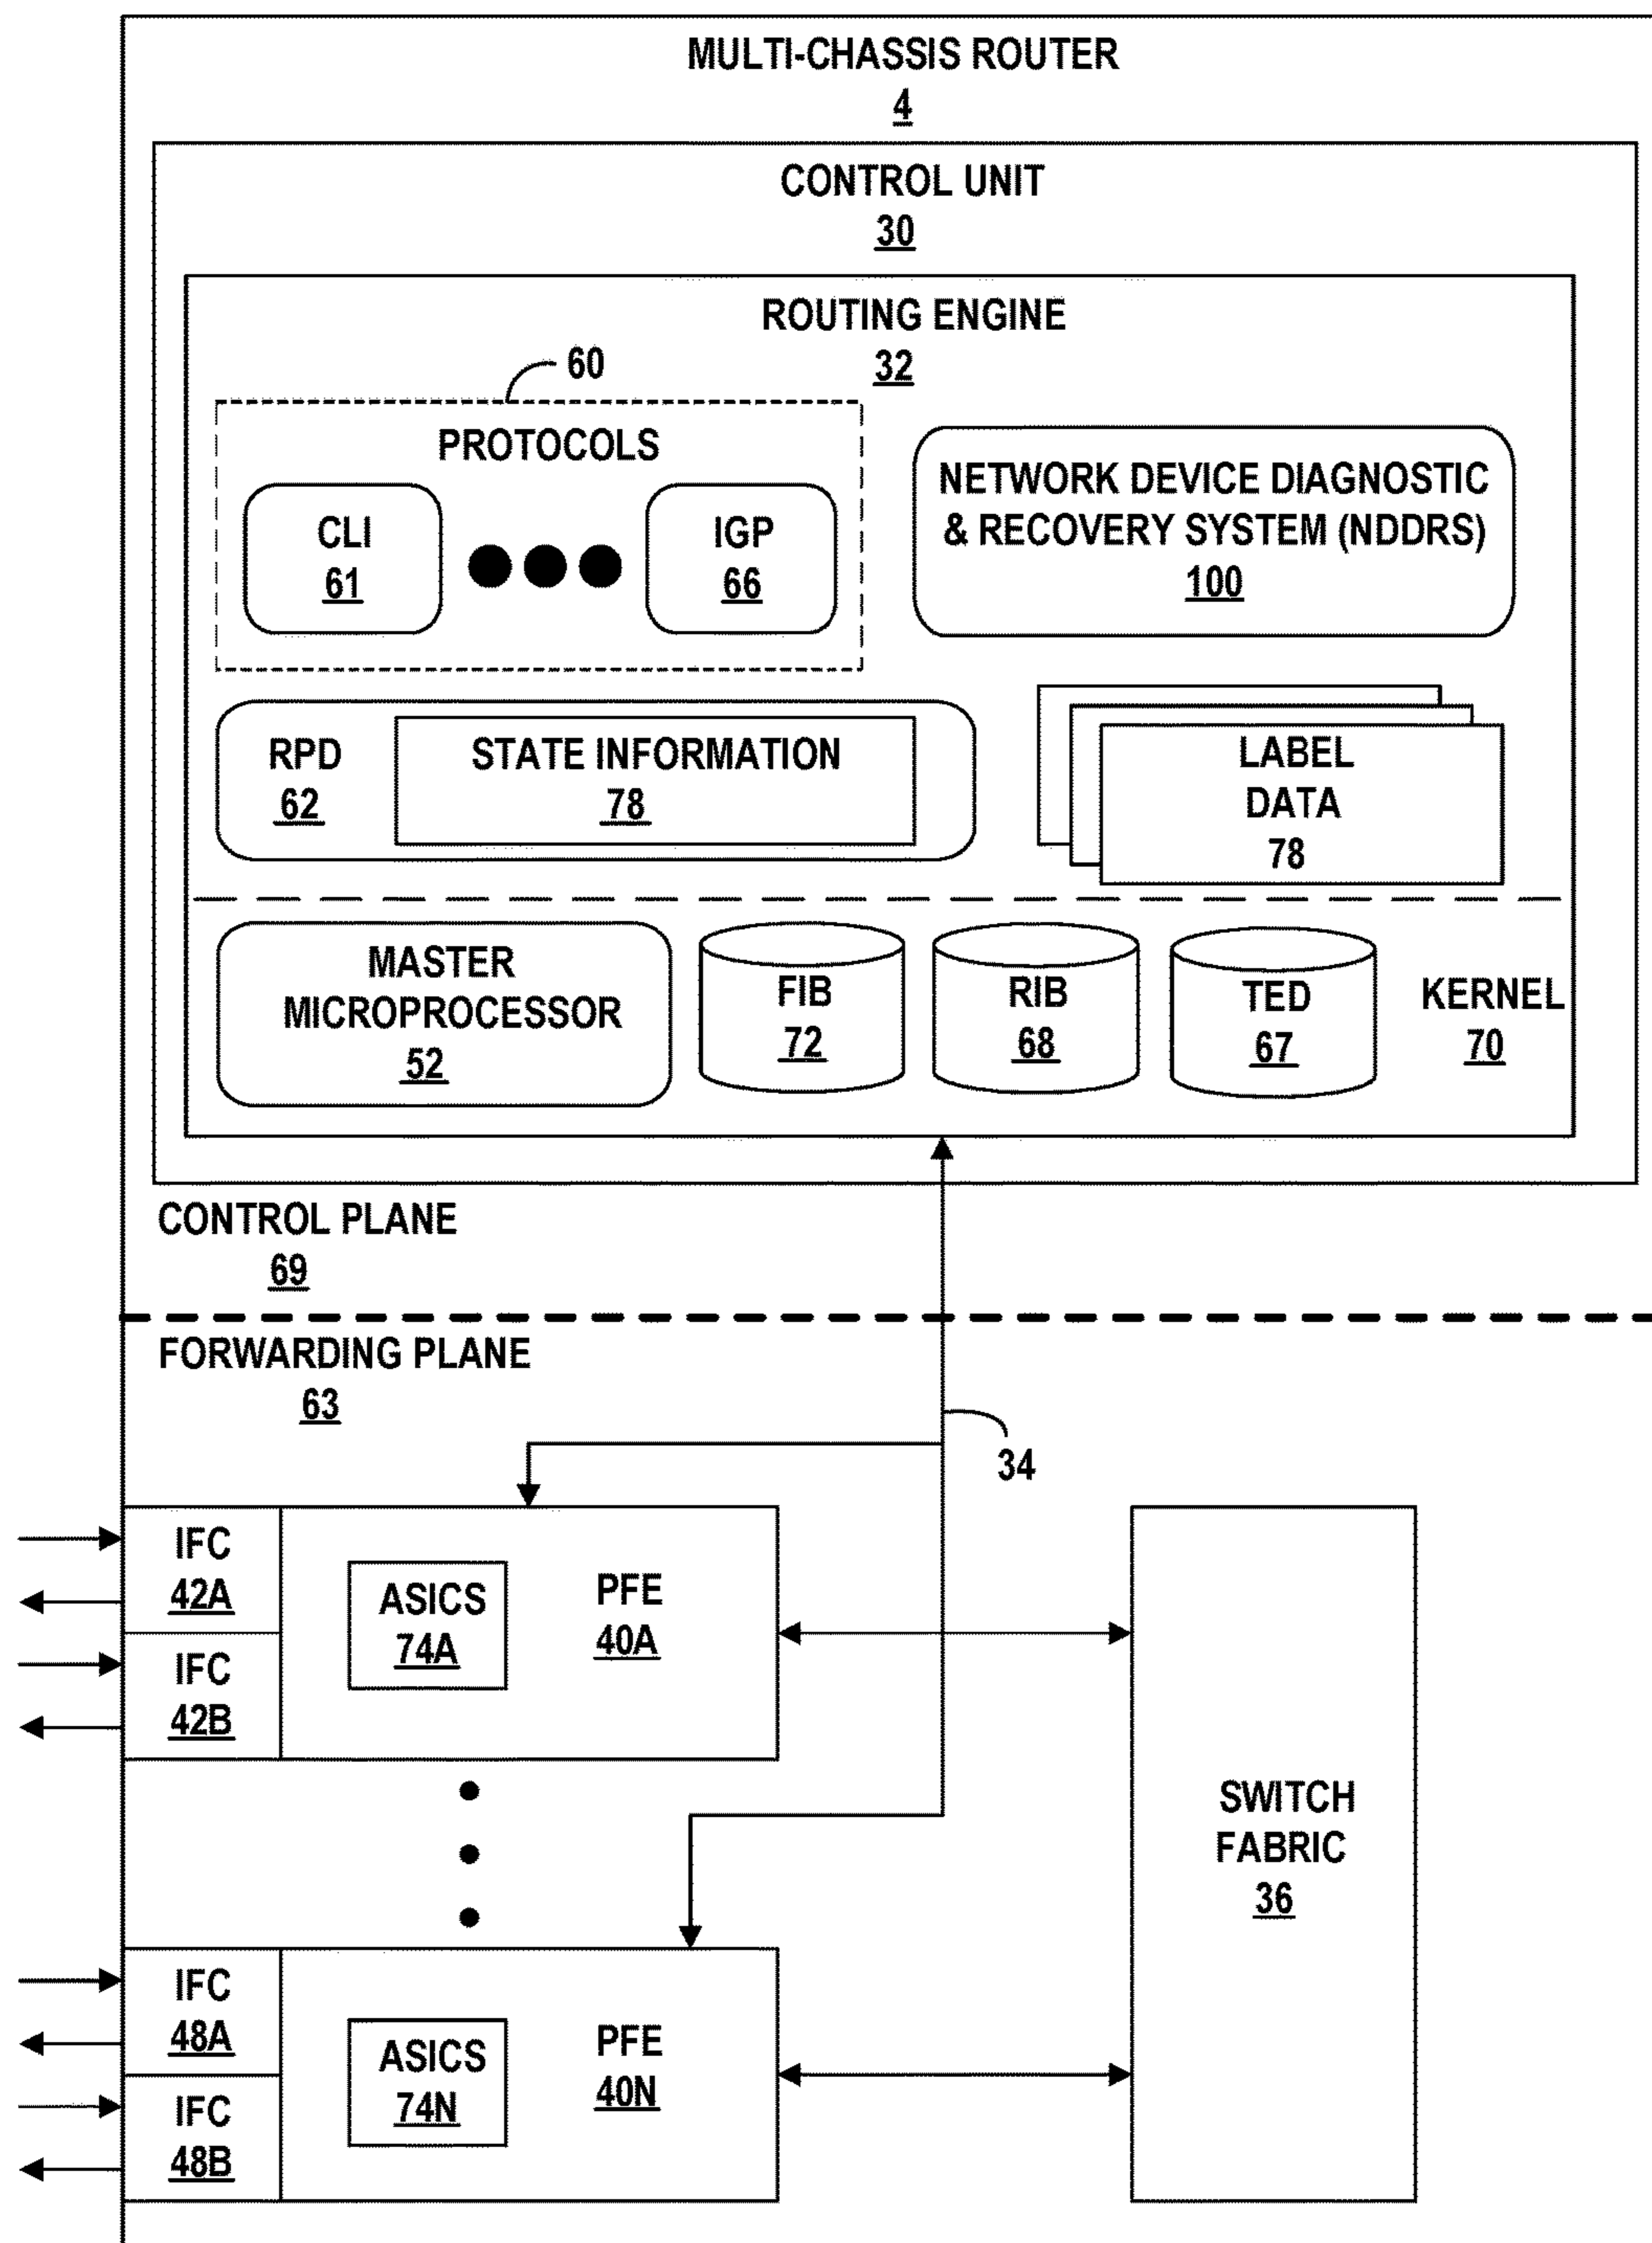 MULTI-CHASSIS ROUTER
4
CONTROL UNIT
30
ROUTING ENGINE
32
60
PROTOCOLS
CLI
61
IGP
66
NETWORK DEVICE DIAGNOSTIC
& RECOVERY SYSTEM (NDDRS)
100
RPD
62
STATE INFORMATION
78
LABEL
DATA
78
MASTER
MICROPROCESSOR
52
FIB
72
RIB
68
TED
67
KERNEL
70
CONTROL PLANE
69
FORWARDING PLANE
63
34
IFC
42A
IFC
42B
ASICS
74A
PFE
40A
SWITCH
FABRIC
36
IFC
48A
IFC
48B
ASICS
74N
PFE
40N